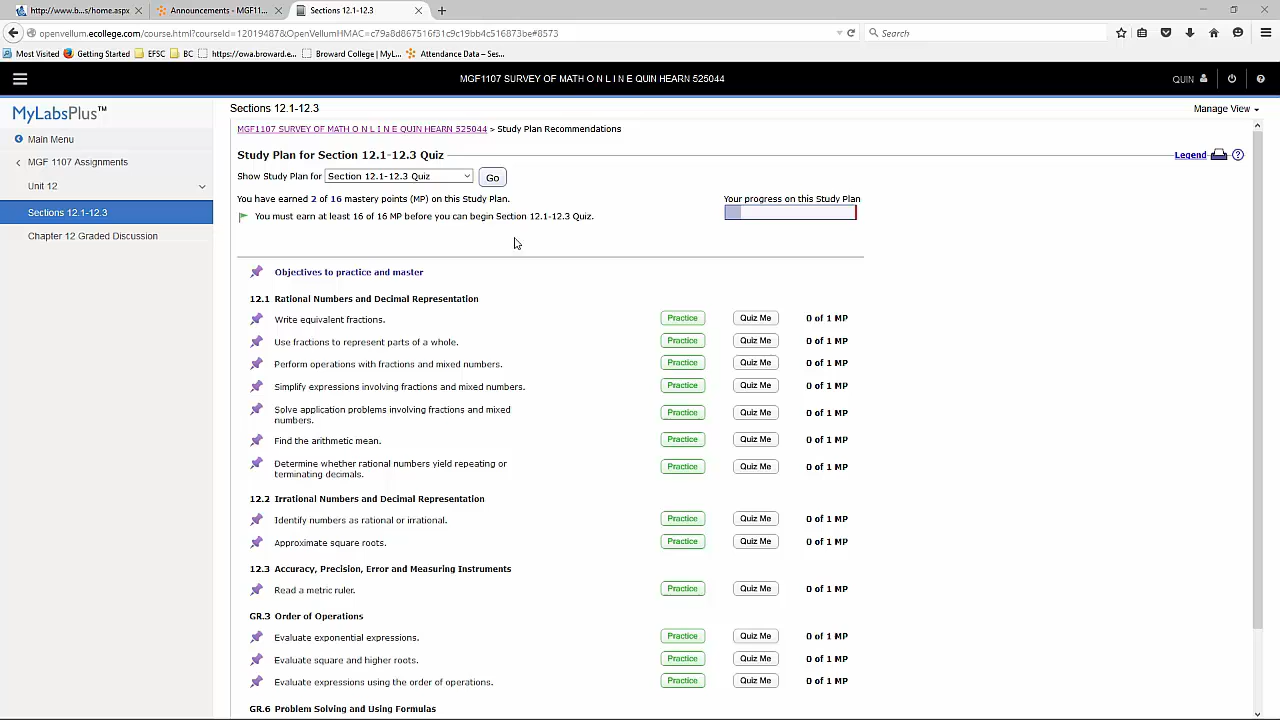 http://www.b...s/home.aspx
Announcements - MGF11...
Sections 12.1-12.3
openvellum.ecollege.com/course.html?courseId=12019487&OpenVellumHMAC=c79a8d867516f31c9c19bb4c516873be#8573
Search
Most Visited Getting Started EFSC BC https://owa.broward.e... Broward College (MyL... Attendance Data – Ses...
MGF1107 SURVEY OF MATH O N L I N E QUIN HEARN 525044
QUIN
MyLabsPlus™
Main Menu
MGF 1107 Assignments
Unit 12
Sections 12.1-12.3
Chapter 12 Graded Discussion
Sections 12.1-12.3
Manage View
MGF1107 SURVEY OF MATH O N L I N E QUIN HEARN 525044 > Study Plan Recommendations
Study Plan for Section 12.1-12.3 Quiz
Legend
Show Study Plan for Section 12.1-12.3 Quiz Go
You have earned 2 of 16 mastery points (MP) on this Study Plan.
Your progress on this Study Plan
You must earn at least 16 of 16 MP before you can begin Section 12.1-12.3 Quiz.
Objectives to practice and master
12.1 Rational Numbers and Decimal Representation
Write equivalent fractions. Practice Quiz Me 0 of 1 MP
Use fractions to represent parts of a whole. Practice Quiz Me 0 of 1 MP
Perform operations with fractions and mixed numbers. Practice Quiz Me 0 of 1 MP
Simplify expressions involving fractions and mixed numbers. Practice Quiz Me 0 of 1 MP
Solve application problems involving fractions and mixed
numbers. Practice Quiz Me 0 of 1 MP
Find the arithmetic mean. Practice Quiz Me 0 of 1 MP
Determine whether rational numbers yield repeating or
terminating decimals. Practice Quiz Me 0 of 1 MP
12.2 Irrational Numbers and Decimal Representation
Identify numbers as rational or irrational. Practice Quiz Me 0 of 1 MP
Approximate square roots. Practice Quiz Me 0 of 1 MP
12.3 Accuracy, Precision, Error and Measuring Instruments
Read a metric ruler. Practice Quiz Me 0 of 1 MP
GR.3 Order of Operations
Evaluate exponential expressions. Practice Quiz Me 0 of 1 MP
Evaluate square and higher roots. Practice Quiz Me 0 of 1 MP
Evaluate expressions using the order of operations. Practice Quiz Me 0 of 1 MP
GR.6 Problem Solving and Using Formulas